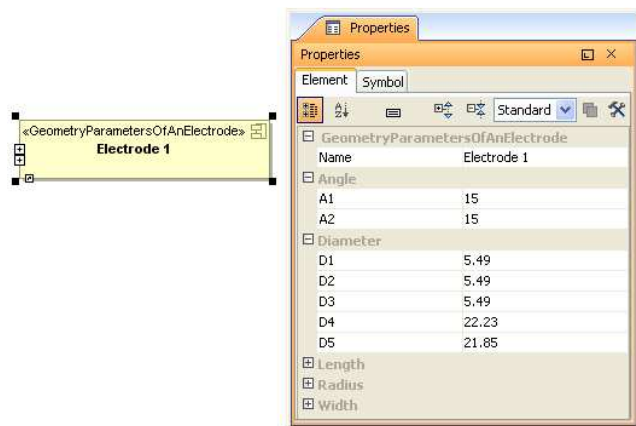 «GeometryParametersOfAnElectrode»
Electrode 1
Properties
Properties
Element Symbol
Standard
GeometryParametersOfAnElectrode
Name Electrode 1
Angle
A1 15
A2 15
Diameter
D1 5.49
D2 5.49
D3 5.49
D4 22.23
D5 21.85
Length
Radius
Width